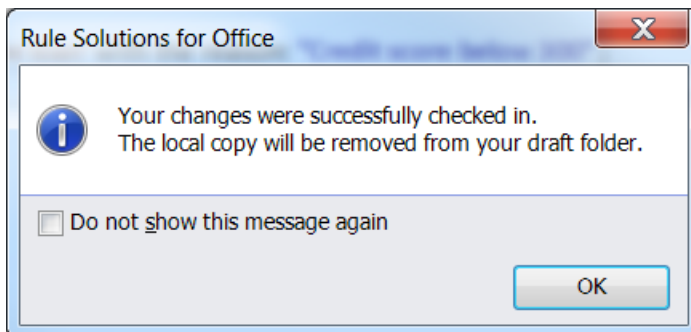 Rule Solutions for Office
X
Your changes were successfully checked in.
The local copy will be removed from your draft folder.
Do not show this message again
OK